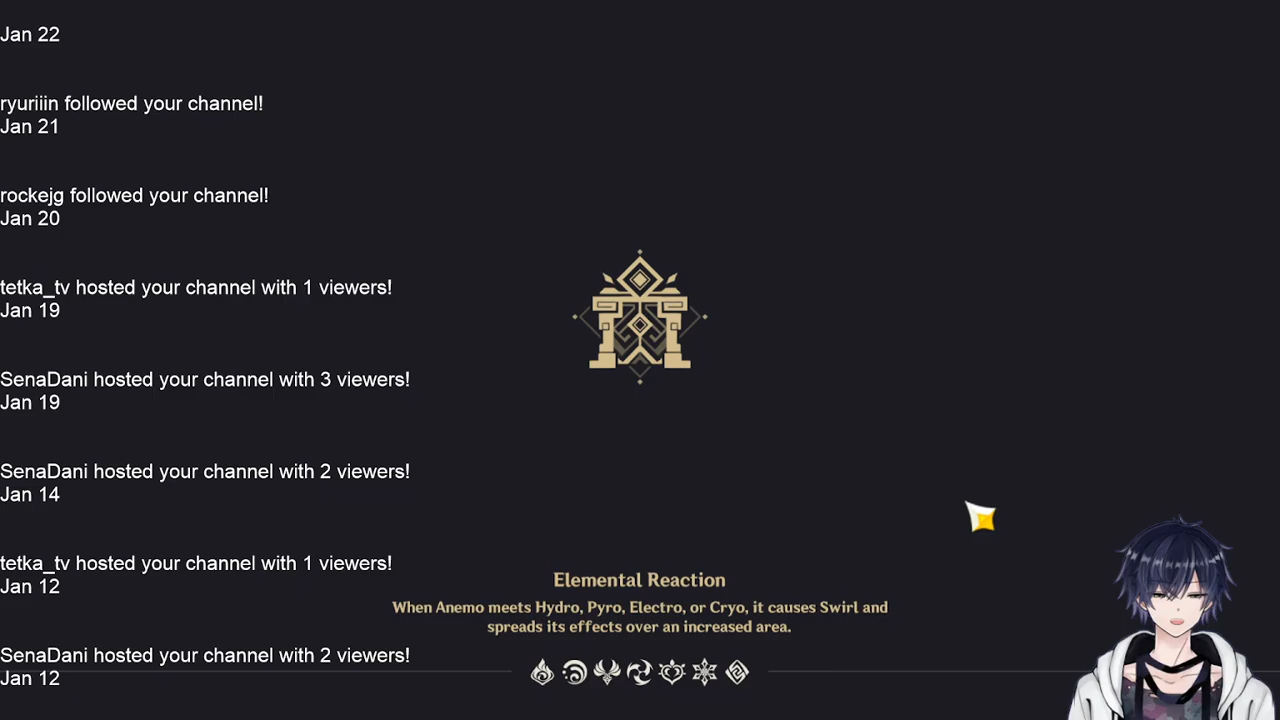 Jan 22
ryuriiin followed your channel!
Jan 21
rockejg followed your channel!
Jan 20
tetka_tv hosted your channel with 1 viewers!
Jan 19
SenaDani hosted your channel with 3 viewers!
Jan 19
SenaDani hosted your channel with 2 viewers!
Jan 14
tetka_tv hosted your channel with 1 viewers!
Jan 12
SenaDani hosted your channel with 2 viewers!
Jan 12
Elemental Reaction
When Anemo meets Hydro, Pyro, Electro, or Cryo, it causes Swirl and
spreads its effects over an increased area.